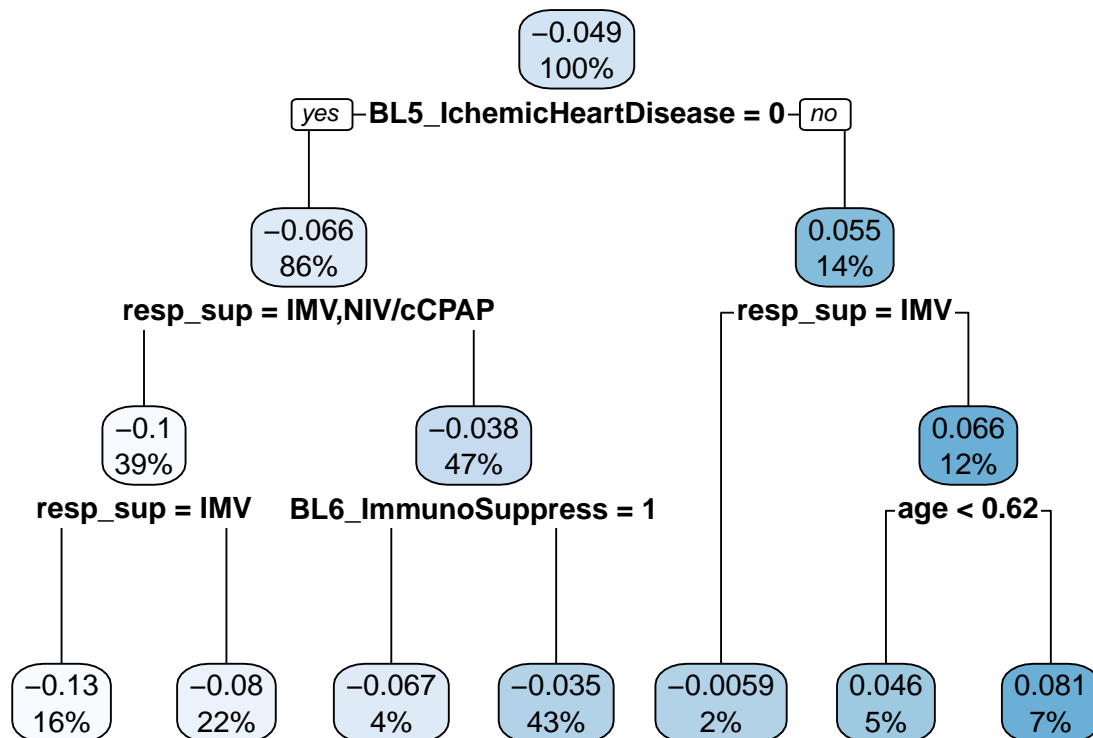 −0.049
100%
yes BL5_IchemicHeartDisease = 0 no
−0.066 0.055
86% 14%
resp_sup = IMV,NIV/cCPAP resp_sup = IMV
−0.1 −0.038 0.066
39% 47% 12%
resp_sup = IMV BL6_ImmunoSuppress = 1 age < 0.62
−0.13 −0.08 −0.067 −0.035 −0.0059 0.046 0.081
16% 22% 4% 43% 2% 5% 7%